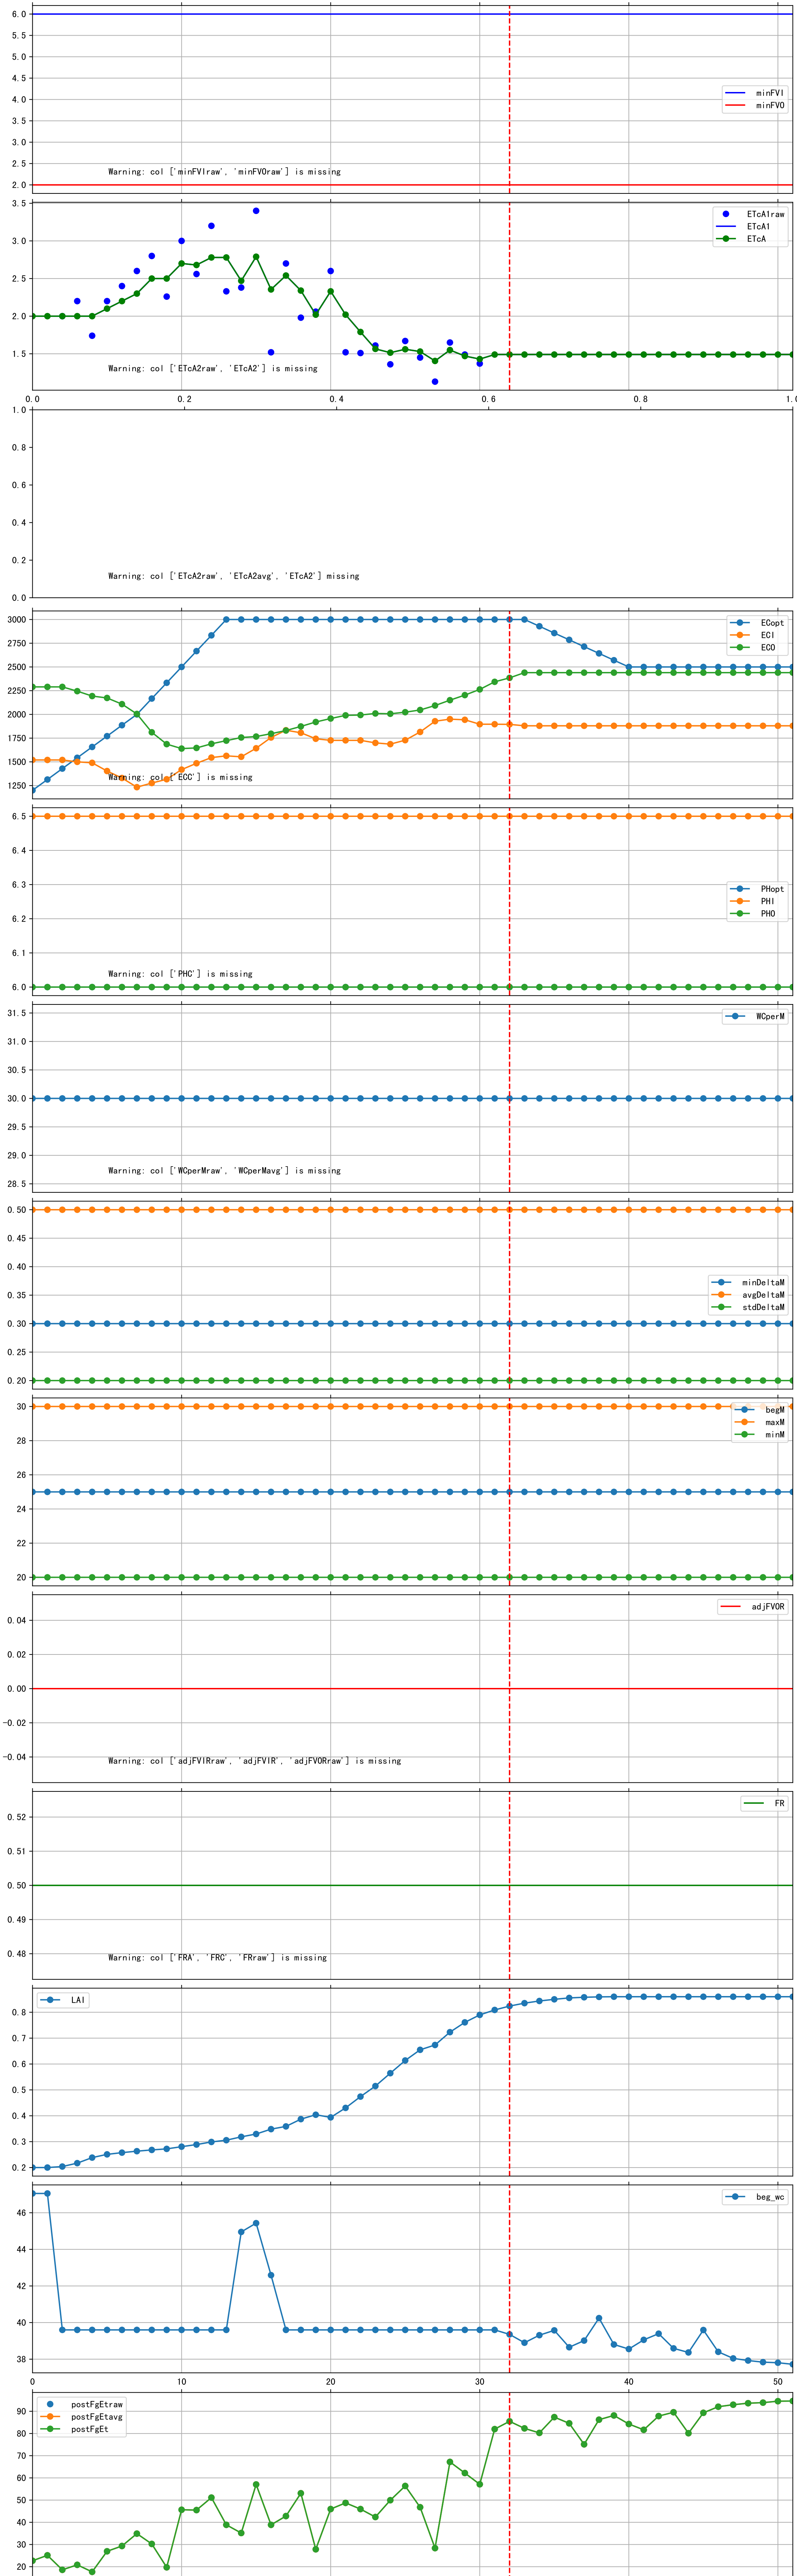 6.0
5.5
5.0
4.5
4.0
3.5
3.0
2.5
2.0
minFVI
minFVO
Warning: col ['minFVIraw', 'minFVOraw'] is missing
3.5
3.0
2.5
2.0
1.5
ETcA1raw
ETcA1
ETcA
Warning: col ['ETcA2raw', 'ETcA2'] is missing
0.0 0.2 0.4 0.6 0.8 1.0
1.0
0.8
0.6
0.4
0.2
0.0
Warning: col ['ETcA2raw', 'ETcA2avg', 'ETcA2'] missing
3000
2750
2500
2250
2000
1750
1500
1250
ECopt
ECI
ECO
Warning: col ['ECC'] is missing
6.5
6.4
6.3
6.2
6.1
6.0
PHopt
PHI
PHO
Warning: col ['PHC'] is missing
31.5
31.0
30.5
30.0
29.5
29.0
28.5
WCperM
Warning: col ['WCperMraw', 'WCperMavg'] is missing
0.50
0.45
0.40
0.35
0.30
0.25
0.20
minDeltaM
avgDeltaM
stdDeltaM
30
28
26
24
22
20
begM
maxM
minM
0.04
0.02
0.00
-0.02
-0.04
adjFVOR
Warning: col ['adjFVIRraw', 'adjFVIR', 'adjFVORraw'] is missing
0.52
0.51
0.50
0.49
0.48
FR
Warning: col ['FRA', 'FRC', 'FRraw'] is missing
0.8
0.7
0.6
0.5
0.4
0.3
0.2
LAI
46
44
42
40
38
beg_wc
0 10 20 30 40 50
90
80
70
60
50
40
30
20
postFgEtraw
postFgEtavg
postFgEt